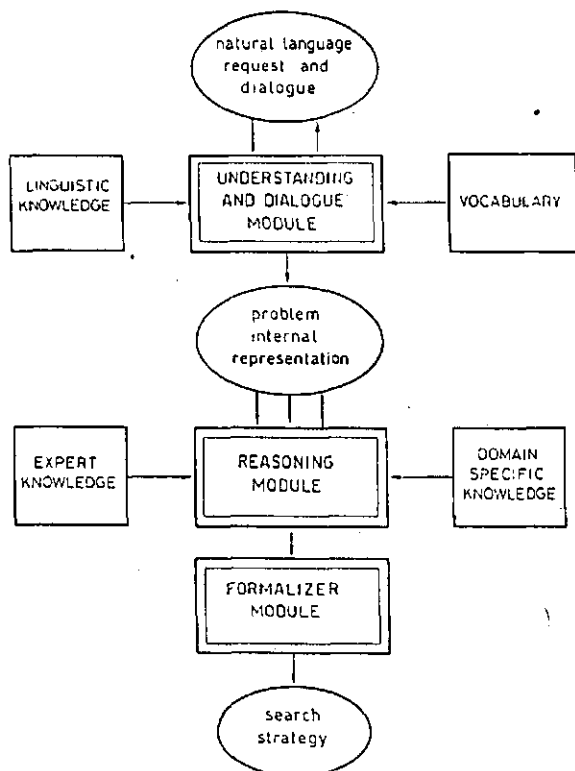 natural language
request and
dialogue
LINGUISTIC
KNOWLEDGE
UNDERSTANDING
AND DIALOGUE
MODULE
VOCABULARY
problem
internal
representation
EXPERT
KNOWLEDGE
REASONING
MODULE
DOMAIN
SPECIFIC
KNOWLEDGE
FORMALIZER
MODULE
search
strategy